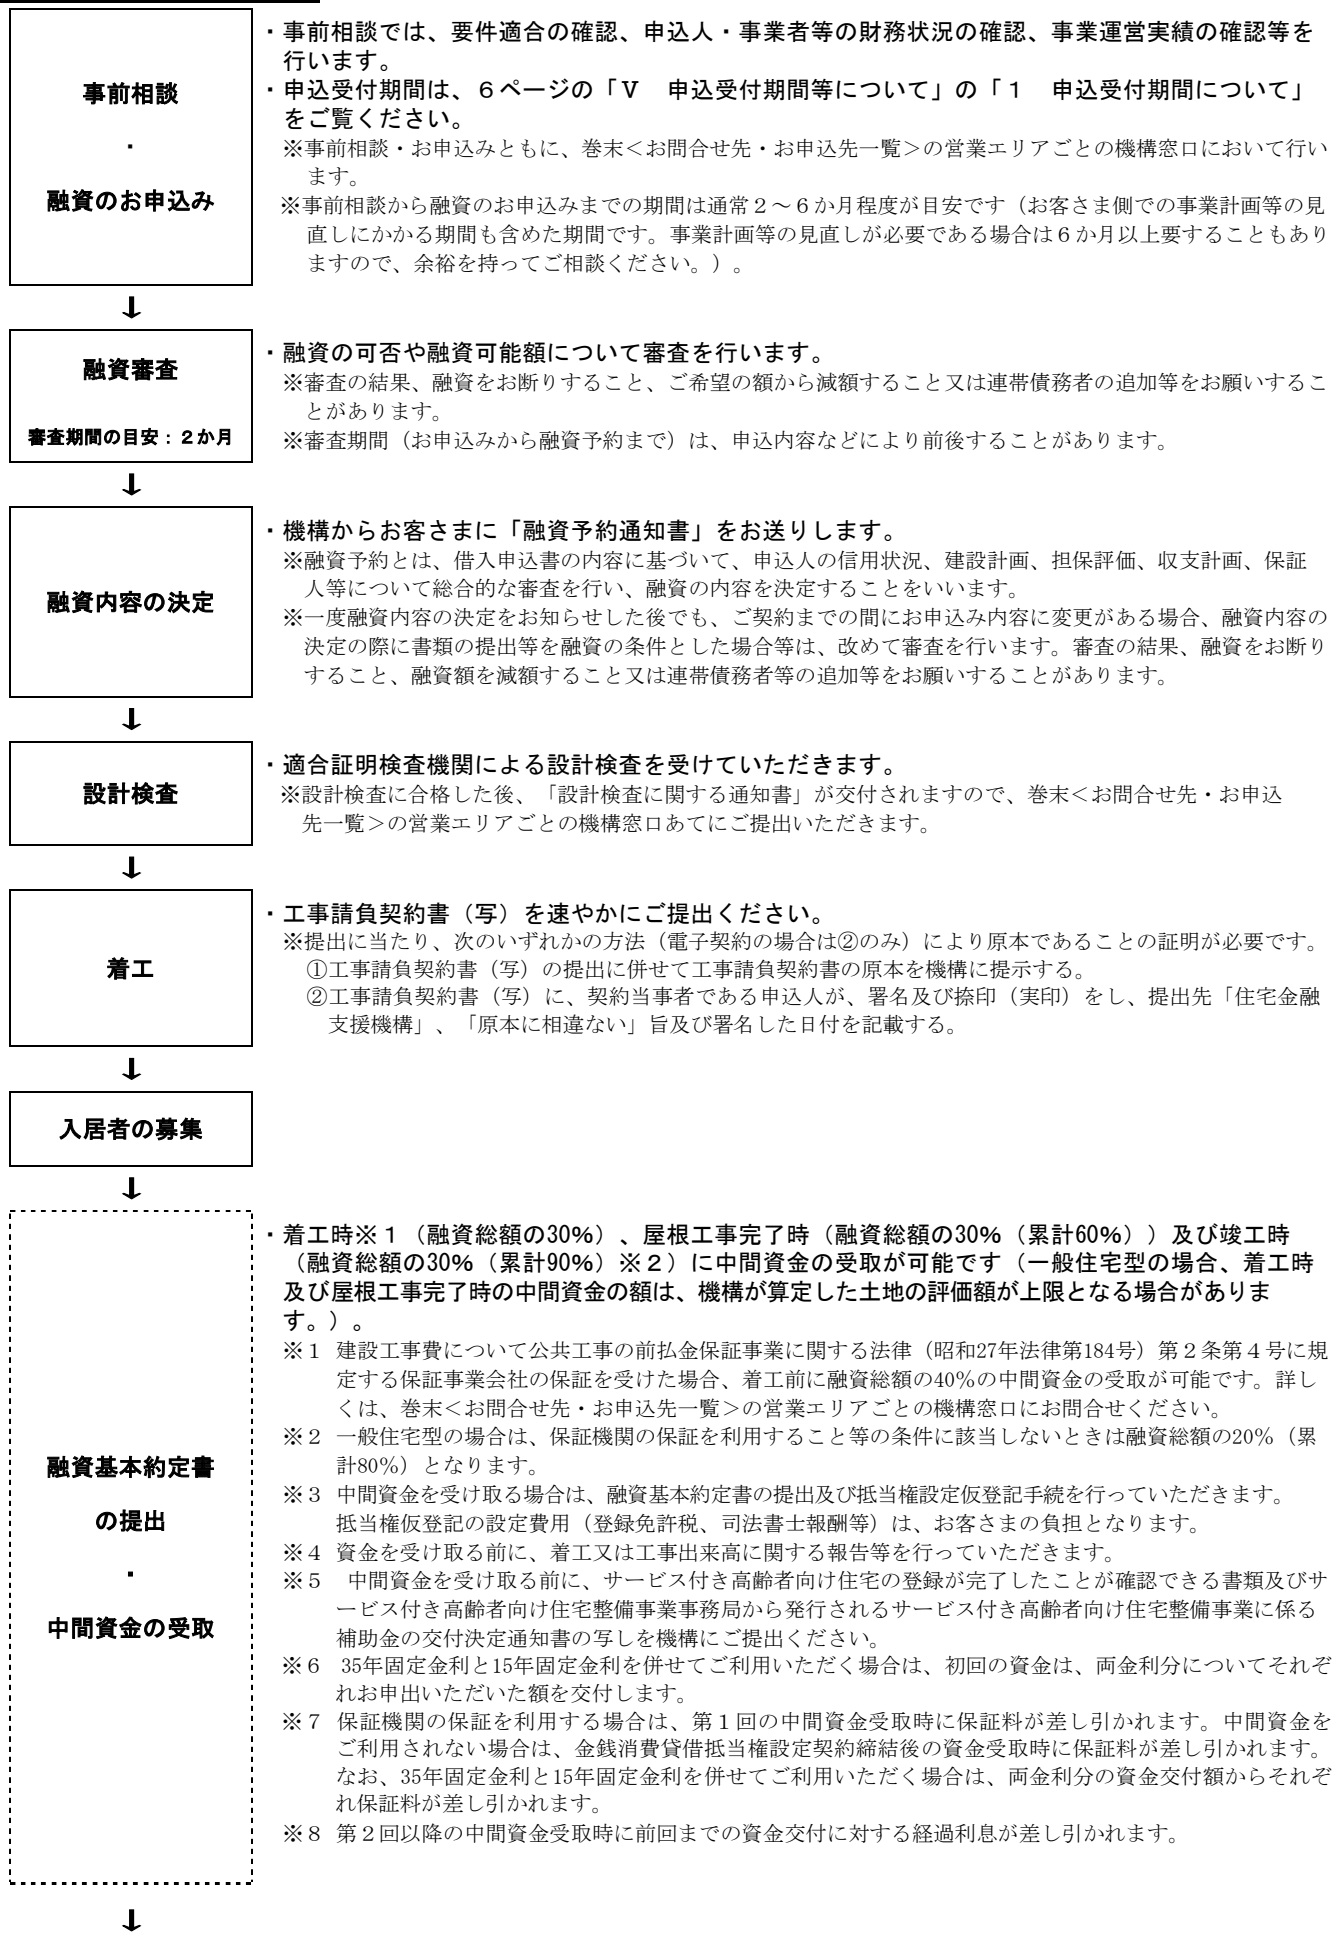 事前相談
・
融資のお申込み
・事前相談では、要件適合の確認、申込人・事業者等の財務状況の確認、事業運営実績の確認等を
行います。
・申込受付期間は、６ページの「Ⅴ　申込受付期間等について」の「１　申込受付期間について」
をご覧ください。
※事前相談・お申込みともに、巻末＜お問合せ先・お申込先一覧＞の営業エリアごとの機構窓口において行い
ます。
※事前相談から融資のお申込みまでの期間は通常２～６か月程度が目安です（お客さま側での事業計画等の見
直しにかかる期間も含めた期間です。事業計画等の見直しが必要である場合は６か月以上要することもあり
ますので、余裕を持ってご相談ください。）。
↓
融資審査
審査期間の目安：２か月
・融資の可否や融資可能額について審査を行います。
※審査の結果、融資をお断りすること、ご希望の額から減額すること又は連帯債務者の追加等をお願いするこ
とがあります。
※審査期間（お申込みから融資予約まで）は、申込内容などにより前後することがあります。
↓
融資内容の決定
・機構からお客さまに「融資予約通知書」をお送りします。
※融資予約とは、借入申込書の内容に基づいて、申込人の信用状況、建設計画、担保評価、収支計画、保証
人等について総合的な審査を行い、融資の内容を決定することをいいます。
※一度融資内容の決定をお知らせした後でも、ご契約までの間にお申込み内容に変更がある場合、融資内容の
決定の際に書類の提出等を融資の条件とした場合等は、改めて審査を行います。審査の結果、融資をお断り
すること、融資額を減額すること又は連帯債務者等の追加等をお願いすることがあります。
↓
設計検査
・適合証明検査機関による設計検査を受けていただきます。
※設計検査に合格した後、「設計検査に関する通知書」が交付されますので、巻末＜お問合せ先・お申込
先一覧＞の営業エリアごとの機構窓口あてにご提出いただきます。
↓
着工
・工事請負契約書（写）を速やかにご提出ください。
※提出に当たり、次のいずれかの方法（電子契約の場合は②のみ）により原本であることの証明が必要です。
①工事請負契約書（写）の提出に併せて工事請負契約書の原本を機構に提示する。
②工事請負契約書（写）に、契約当事者である申込人が、署名及び捺印（実印）をし、提出先「住宅金融
支援機構」、「原本に相違ない」旨及び署名した日付を記載する。
↓
入居者の募集
↓
融資基本約定書
の提出
・
中間資金の受取
・着工時※１（融資総額の30％）、屋根工事完了時（融資総額の30％（累計60％））及び竣工時
（融資総額の30％（累計90％）※２）に中間資金の受取が可能です（一般住宅型の場合、着工時
及び屋根工事完了時の中間資金の額は、機構が算定した土地の評価額が上限となる場合がありま
す。）。
※１ 建設工事費について公共工事の前払金保証事業に関する法律（昭和27年法律第184号）第２条第４号に規
定する保証事業会社の保証を受けた場合、着工前に融資総額の40％の中間資金の受取が可能です。詳し
くは、巻末＜お問合せ先・お申込先一覧＞の営業エリアごとの機構窓口にお問合せください。
※２ 一般住宅型の場合は、保証機関の保証を利用すること等の条件に該当しないときは融資総額の20％（累
計80％）となります。
※３ 中間資金を受け取る場合は、融資基本約定書の提出及び抵当権設定仮登記手続を行っていただきます。
抵当権仮登記の設定費用（登録免許税、司法書士報酬等）は、お客さまの負担となります。
※４ 資金を受け取る前に、着工又は工事出来高に関する報告等を行っていただきます。
※５ 中間資金を受け取る前に、サービス付き高齢者向け住宅の登録が完了したことが確認できる書類及びサ
ービス付き高齢者向け住宅整備事業事務局から発行されるサービス付き高齢者向け住宅整備事業に係る
補助金の交付決定通知書の写しを機構にご提出ください。
※６ 35年固定金利と15年固定金利を併せてご利用いただく場合は、初回の資金は、両金利分についてそれぞ
れお申出いただいた額を交付します。
※７ 保証機関の保証を利用する場合は、第１回の中間資金受取時に保証料が差し引かれます。中間資金を
ご利用されない場合は、金銭消費貸借抵当権設定契約締結後の資金受取時に保証料が差し引かれます。
なお、35年固定金利と15年固定金利を併せてご利用いただく場合は、両金利分の資金交付額からそれぞ
れ保証料が差し引かれます。
※８ 第２回以降の中間資金受取時に前回までの資金交付に対する経過利息が差し引かれます。
↓